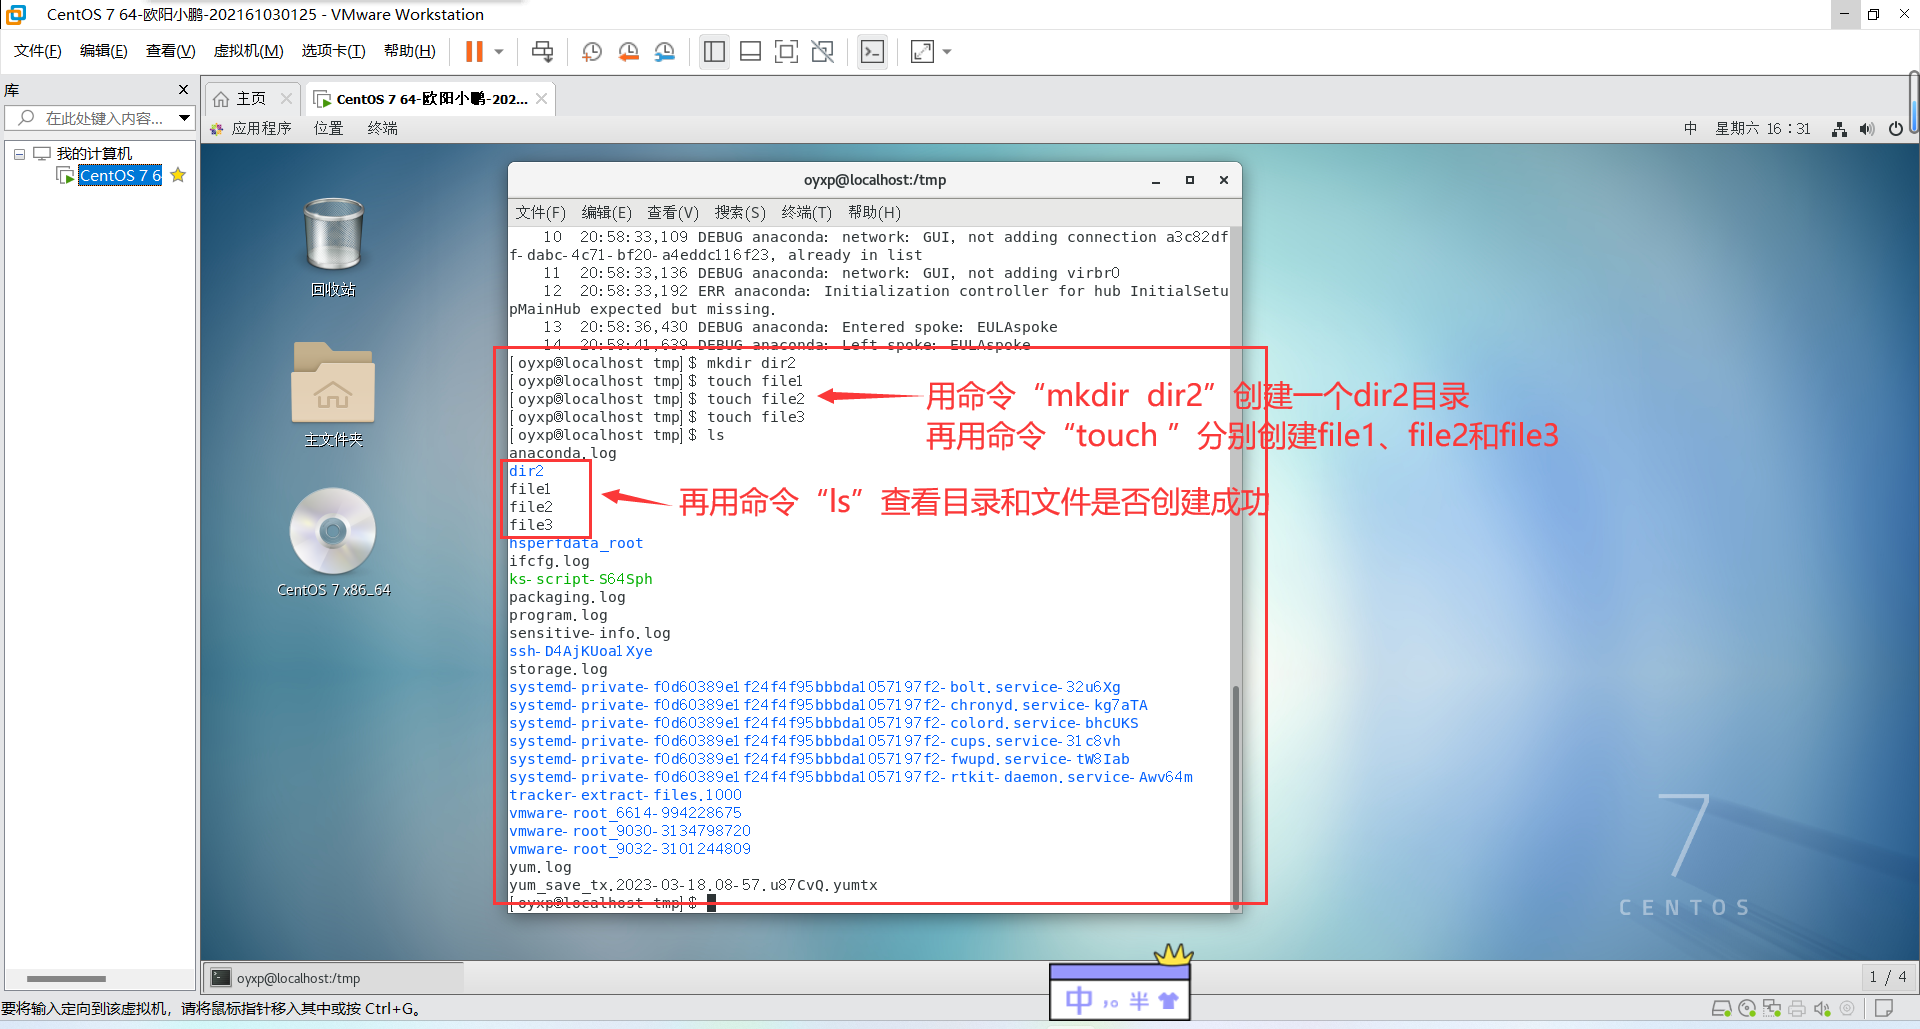 CentOS 7 64-欧阳小鹏-202161030125 - VMware Workstation
文件(F) 编辑(E) 查看(V) 虚拟机(M) 选项卡(T) 帮助(H)
库
在此处键入内容...
我的计算机
CentOS 7 6
主页
CentOS 7 64-欧阳小鹏-202...
应用程序 位置 终端
中 星期六 16：31
回收站
主文件夹
CentOS 7 x86_64
oyxp@localhost:/tmp
文件(F) 编辑(E) 查看(V) 搜索(S) 终端(T) 帮助(H)
10 20:58:33,109 DEBUG anaconda: network: GUI, not adding connection a3c82df
f-dabc-4c71-bf20-a4eddc116f23, already in list
11 20:58:33,136 DEBUG anaconda: network: GUI, not adding virbr0
12 20:58:33,192 ERR anaconda: Initialization controller for hub InitialSetu
pMainHub expected but missing.
13 20:58:36,430 DEBUG anaconda: Entered spoke: EULAspoke
14 20:58:41,639 DEBUG anaconda: Left spoke: EULAspoke
[oyxp@localhost tmp]$ mkdir dir2
[oyxp@localhost tmp]$ touch file1
[oyxp@localhost tmp]$ touch file2
[oyxp@localhost tmp]$ touch file3
[oyxp@localhost tmp]$ ls
用命令“mkdir dir2”创建一个dir2目录
再用命令“touch ”分别创建file1、file2和file3
anaconda.log
dir2
file1
file2
file3
再用命令“ls”查看目录和文件是否创建成功
hsperfdata_root
ifcfg.log
ks-script-S64Sph
packaging.log
program.log
sensitive-info.log
ssh-D4AjKUoa1Xye
storage.log
systemd-private-f0d60389e1f24f4f95bbbda1057197f2-bolt.service-32u6Xg
systemd-private-f0d60389e1f24f4f95bbbda1057197f2-chronyd.service-kg7aTA
systemd-private-f0d60389e1f24f4f95bbbda1057197f2-colord.service-bhcUKS
systemd-private-f0d60389e1f24f4f95bbbda1057197f2-cups.service-31c8vh
systemd-private-f0d60389e1f24f4f95bbbda1057197f2-fwupd.service-tW8Iab
systemd-private-f0d60389e1f24f4f95bbbda1057197f2-rtkit-daemon.service-Awv64m
tracker-extract-files.1000
vmware-root_6614-994228675
vmware-root_9030-3134798720
vmware-root_9032-3101244809
yum.log
yum_save_tx.2023-03-18.08-57.u87CvQ.yumtx
[oyxp@localhost tmp]$
7
CENTOS
oyxp@localhost:/tmp
1 / 4
中 ，。 半
要将输入定向到该虚拟机，请将鼠标指针移入其中或按 Ctrl+G。